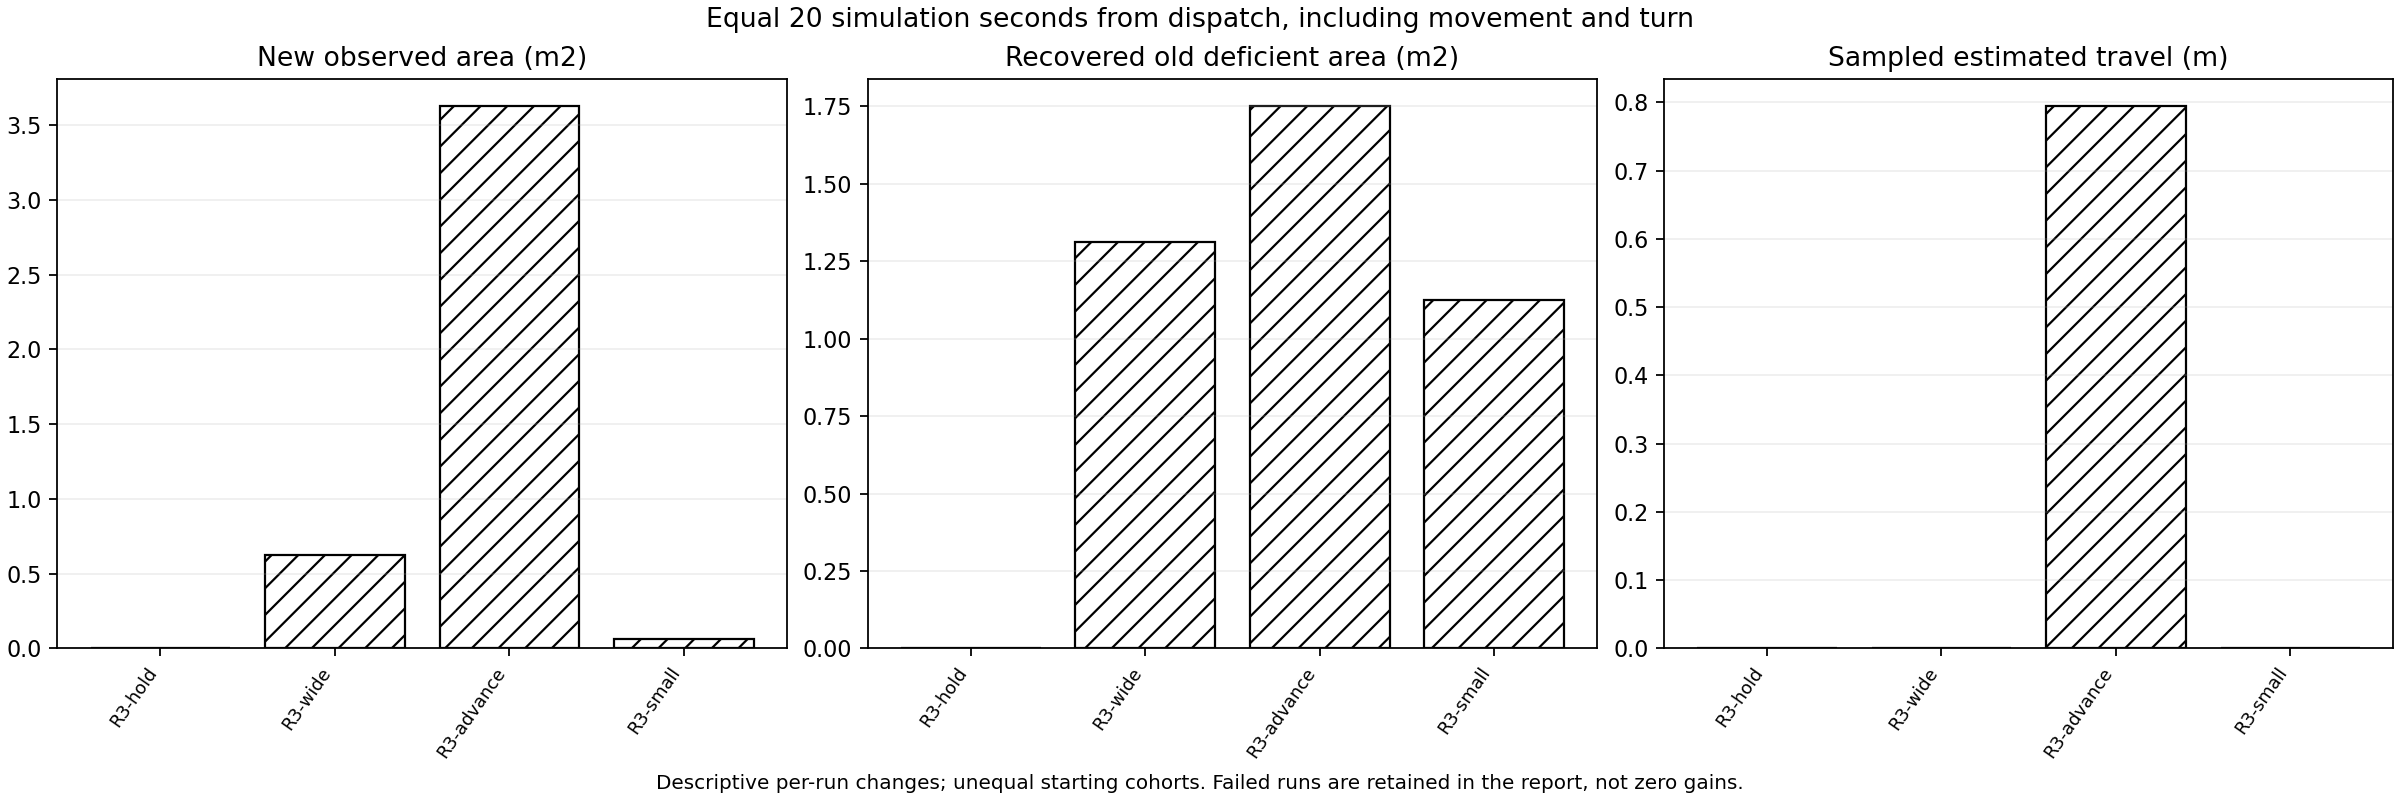 Equal 20 simulation seconds from dispatch, including movement and turn
New observed area (m2)
3.5
3.0
2.5
2.0
1.5
1.0
0.5
0.0
R3-hold
R3-wide
R3-advance
R3-small
Recovered old deficient area (m2)
1.75
1.50
1.25
1.00
0.75
0.50
0.25
0.00
R3-hold
R3-wide
R3-advance
R3-small
Sampled estimated travel (m)
0.8
0.7
0.6
0.5
0.4
0.3
0.2
0.1
0.0
R3-hold
R3-wide
R3-advance
R3-small
Descriptive per-run changes; unequal starting cohorts. Failed runs are retained in the report, not zero gains.